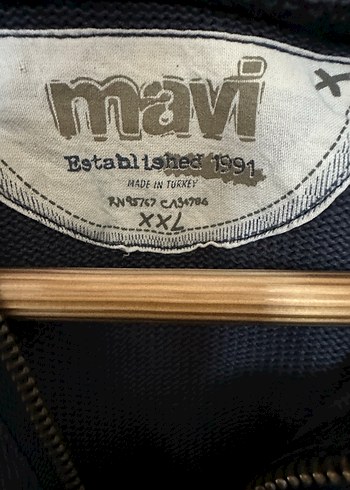 mavi
X
Established 1991
MADE IN TURKEY
RN95767 CA34786
XXL